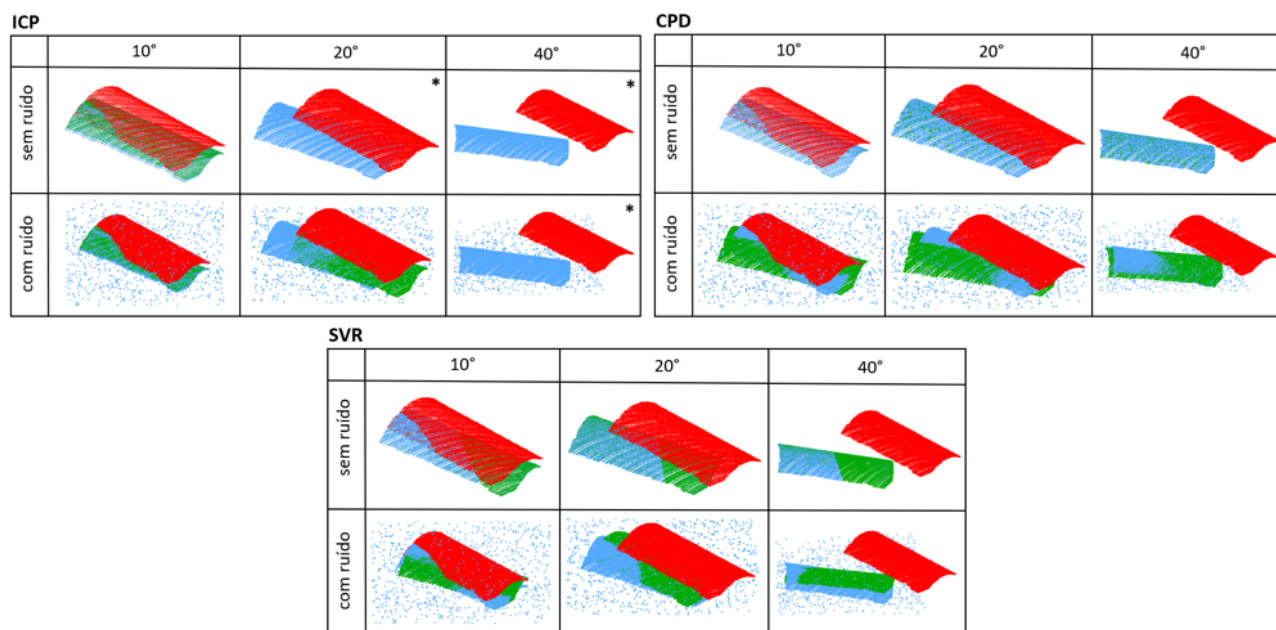 ICP
10° 20° 40°
sem ruído * *
com ruído *
CPD
10° 20° 40°
sem ruído
com ruído
SVR
10° 20° 40°
sem ruído
com ruído